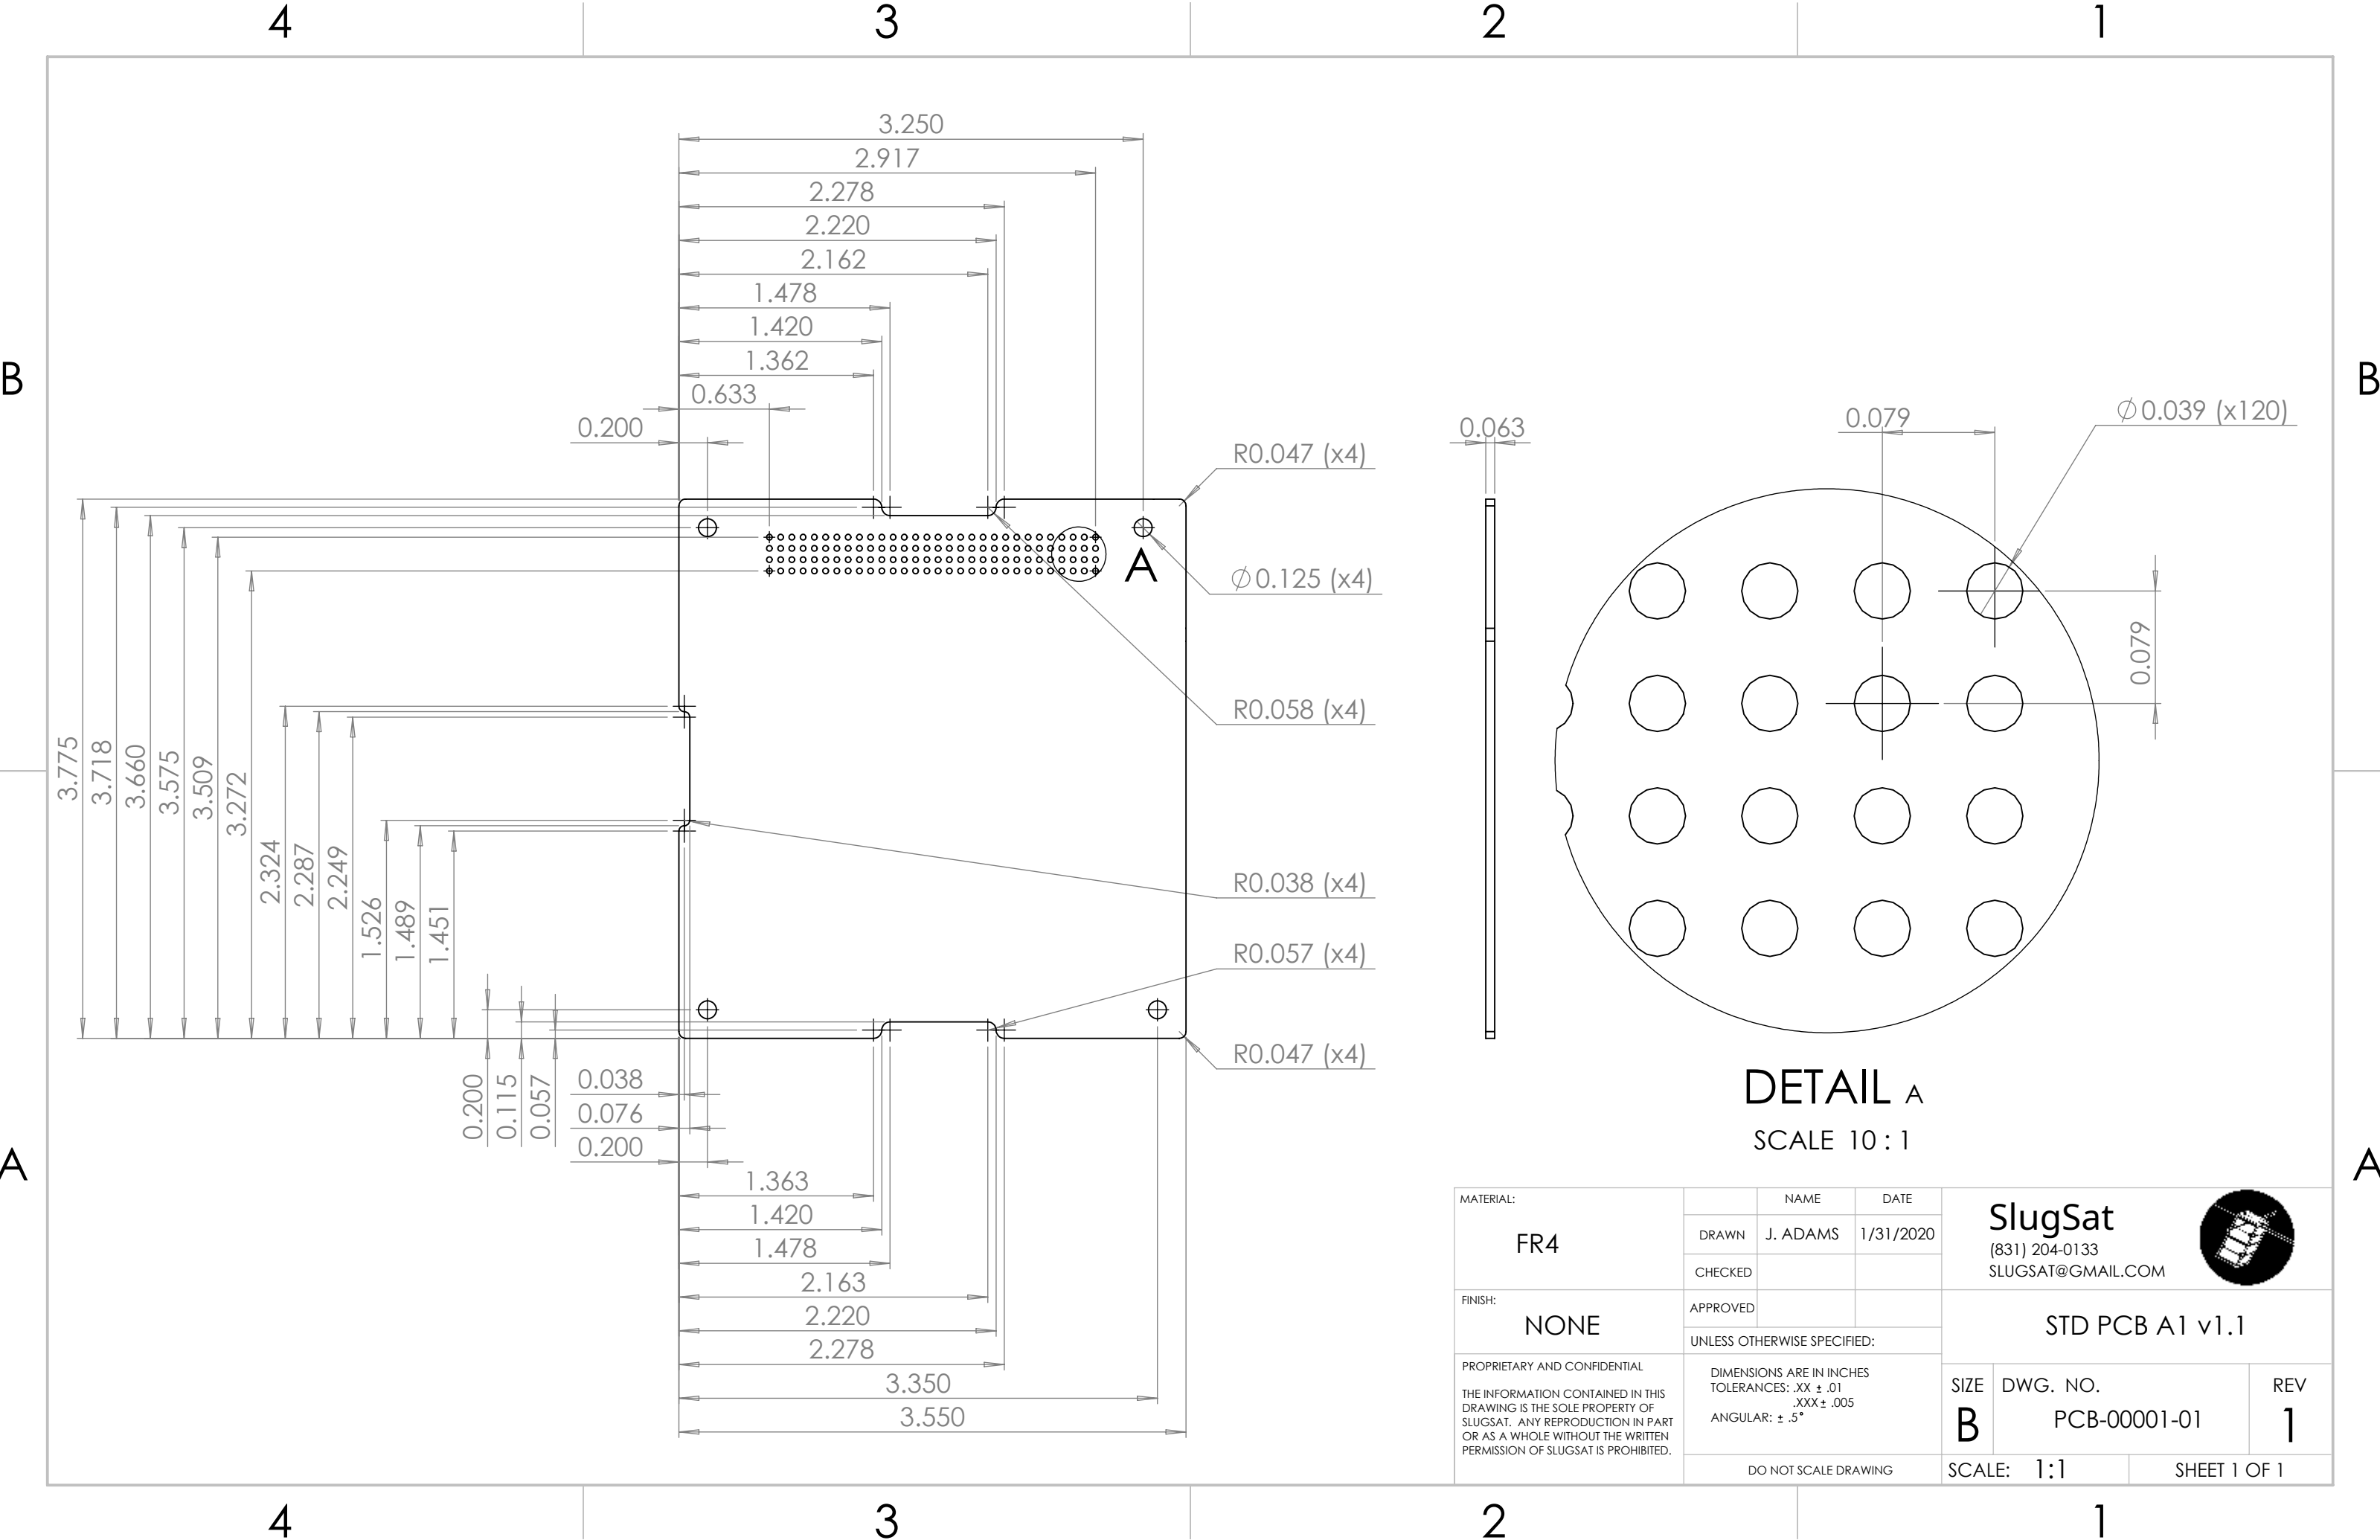 4 3 2 1
3.250
2.917
2.278
2.220
2.162
1.478
1.420
1.362
0.633
0.200
B B
R0.047 (x4)
0.063
0.079
∅0.039 (x120)
A
∅0.125 (x4)
0.079
R0.058 (x4)
3.775
3.718
3.660
3.575
3.509
3.272
2.324
2.287
2.249
1.526
1.489
1.451
R0.038 (x4)
R0.057 (x4)
R0.047 (x4)
0.200
0.115
0.057
0.038
0.076
0.200
DETAIL A
SCALE 10 : 1
A A
1.363
1.420
1.478
2.163
2.220
2.278
3.350
3.550
MATERIAL:
FR4
FINISH:
NONE
PROPRIETARY AND CONFIDENTIAL
THE INFORMATION CONTAINED IN THIS
DRAWING IS THE SOLE PROPERTY OF
SLUGSAT. ANY REPRODUCTION IN PART
OR AS A WHOLE WITHOUT THE WRITTEN
PERMISSION OF SLUGSAT IS PROHIBITED.
NAME DATE
DRAWN J. ADAMS 1/31/2020
CHECKED
APPROVED
UNLESS OTHERWISE SPECIFIED:
DIMENSIONS ARE IN INCHES
TOLERANCES: .XX ± .01
.XXX ± .005
ANGULAR: ± .5°
DO NOT SCALE DRAWING
SlugSat
(831) 204-0133
SLUGSAT@GMAIL.COM
STD PCB A1 v1.1
SIZE DWG. NO. REV
B PCB-00001-01 1
SCALE: 1:1 SHEET 1 OF 1
4 3 2 1